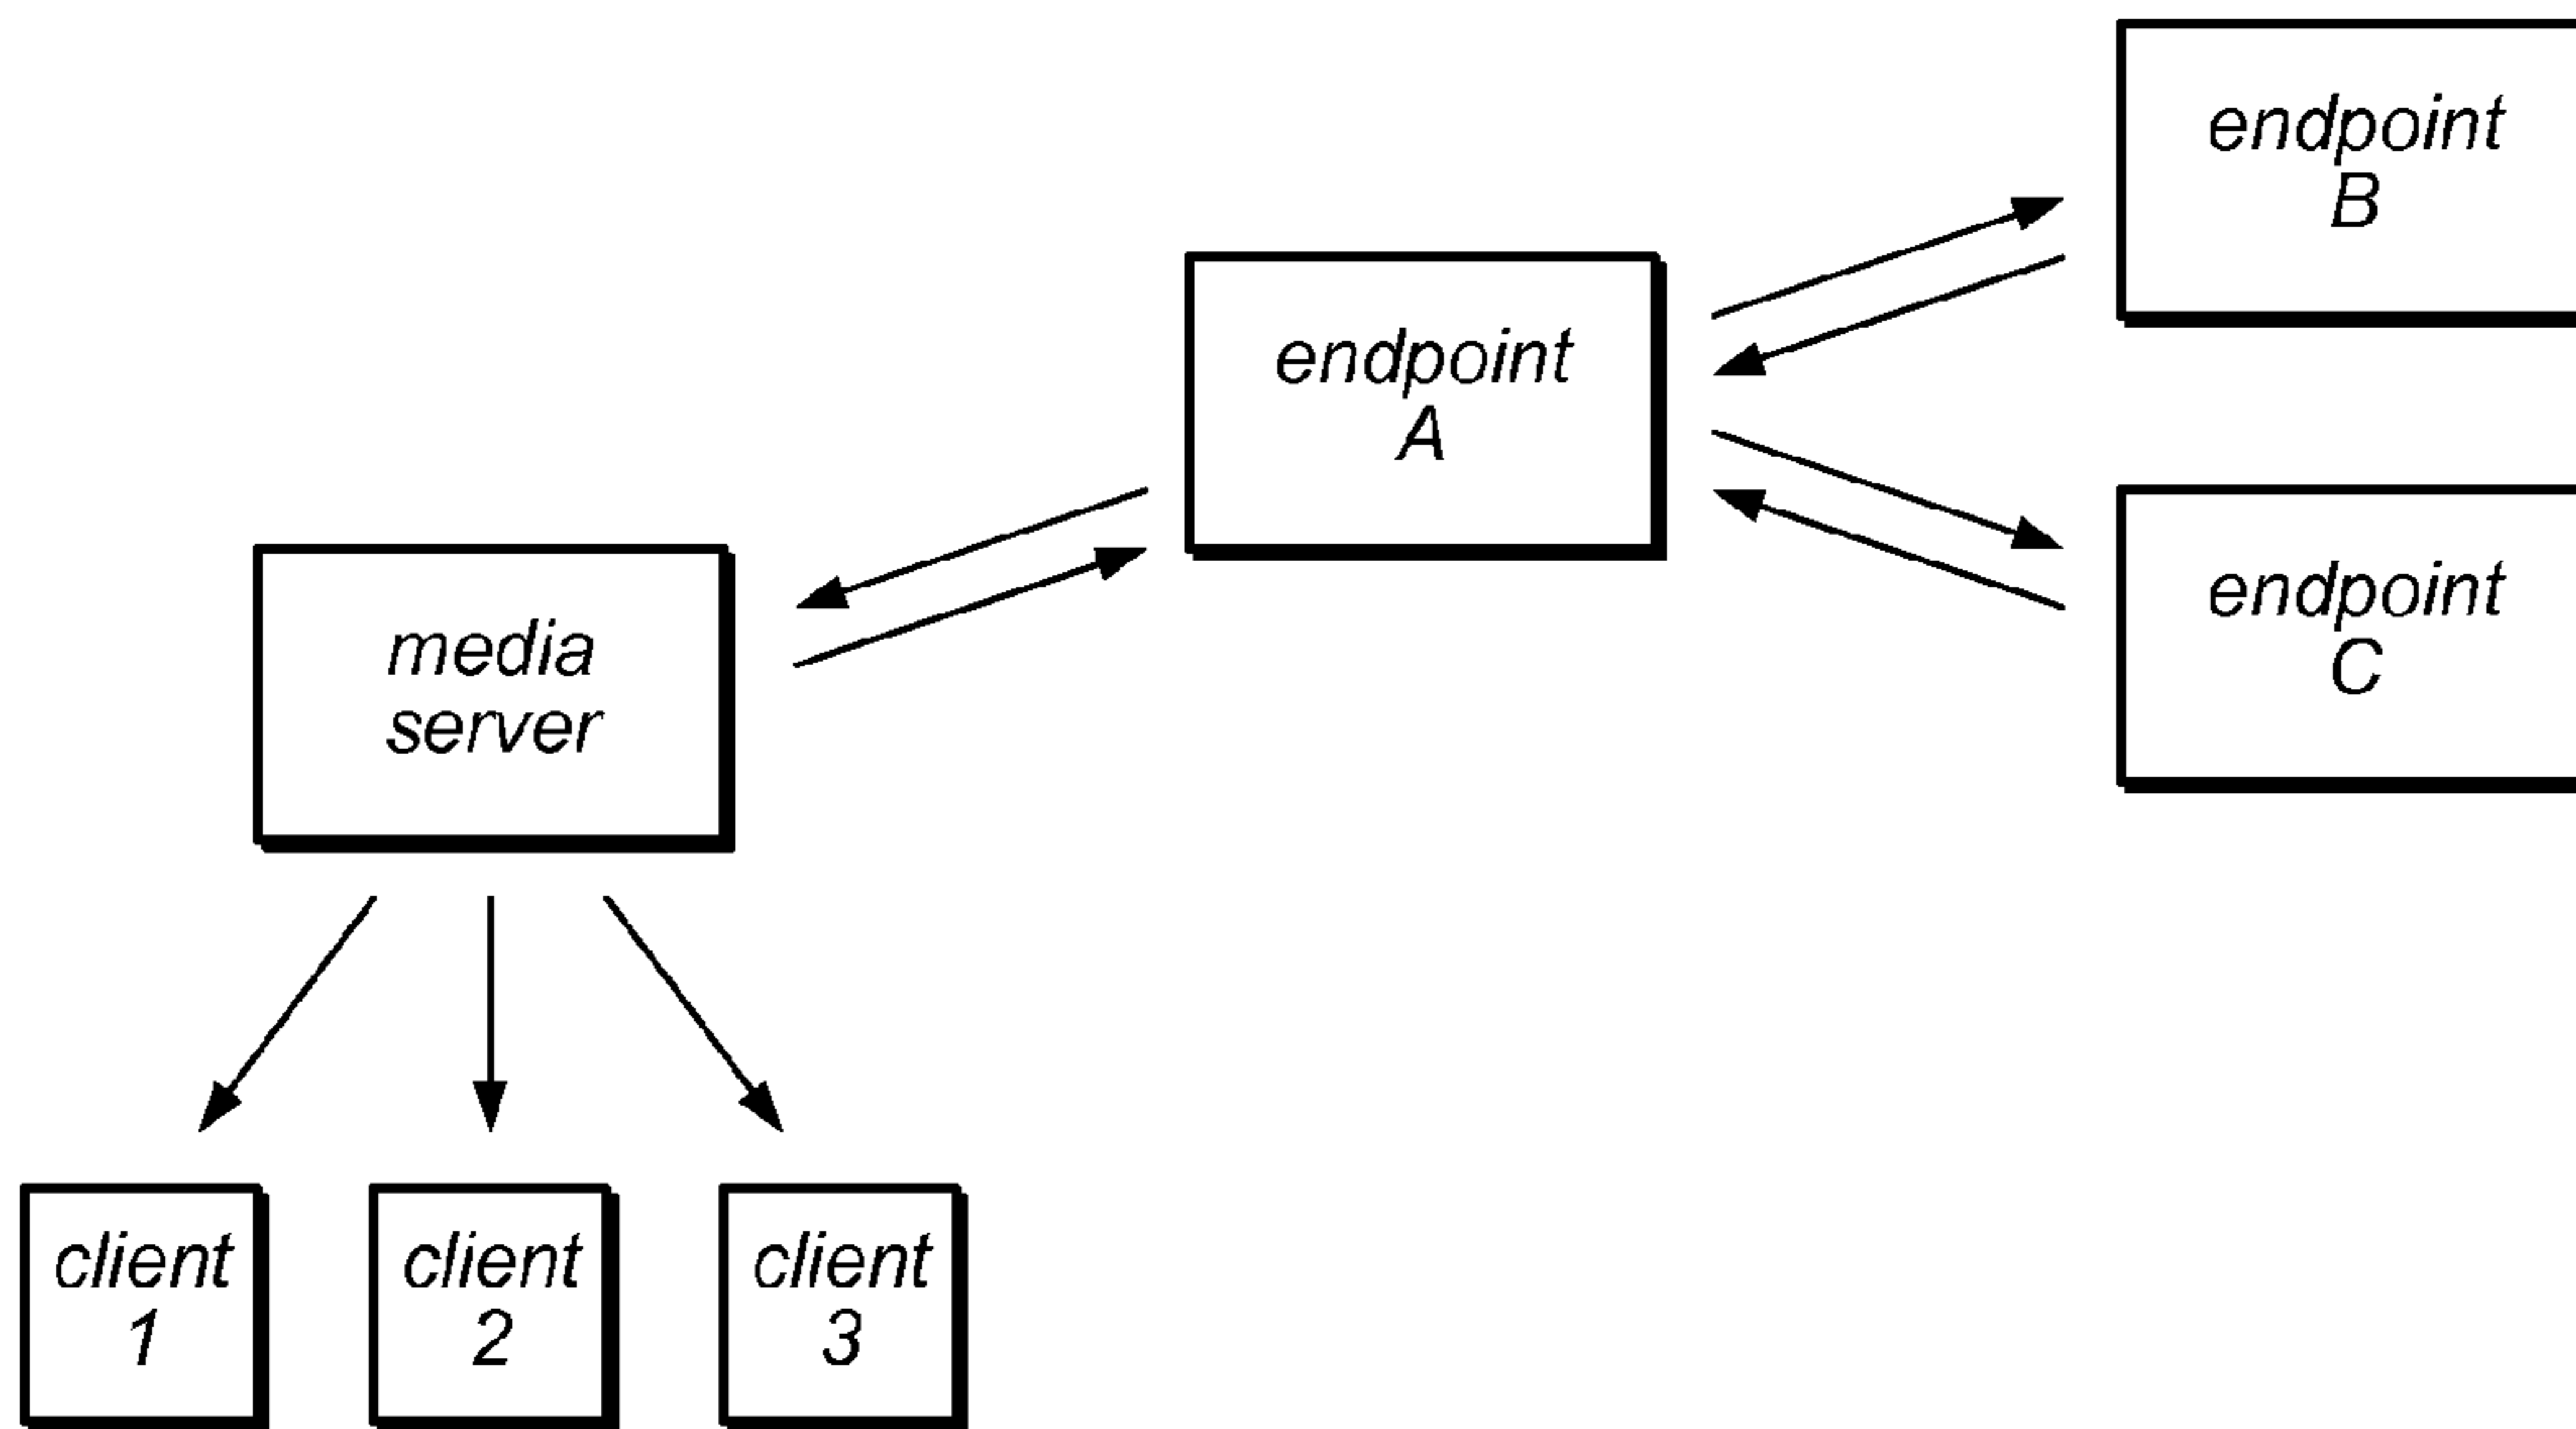 endpoint
B
endpoint
A
endpoint
C
media
server
client
1
client
2
client
3